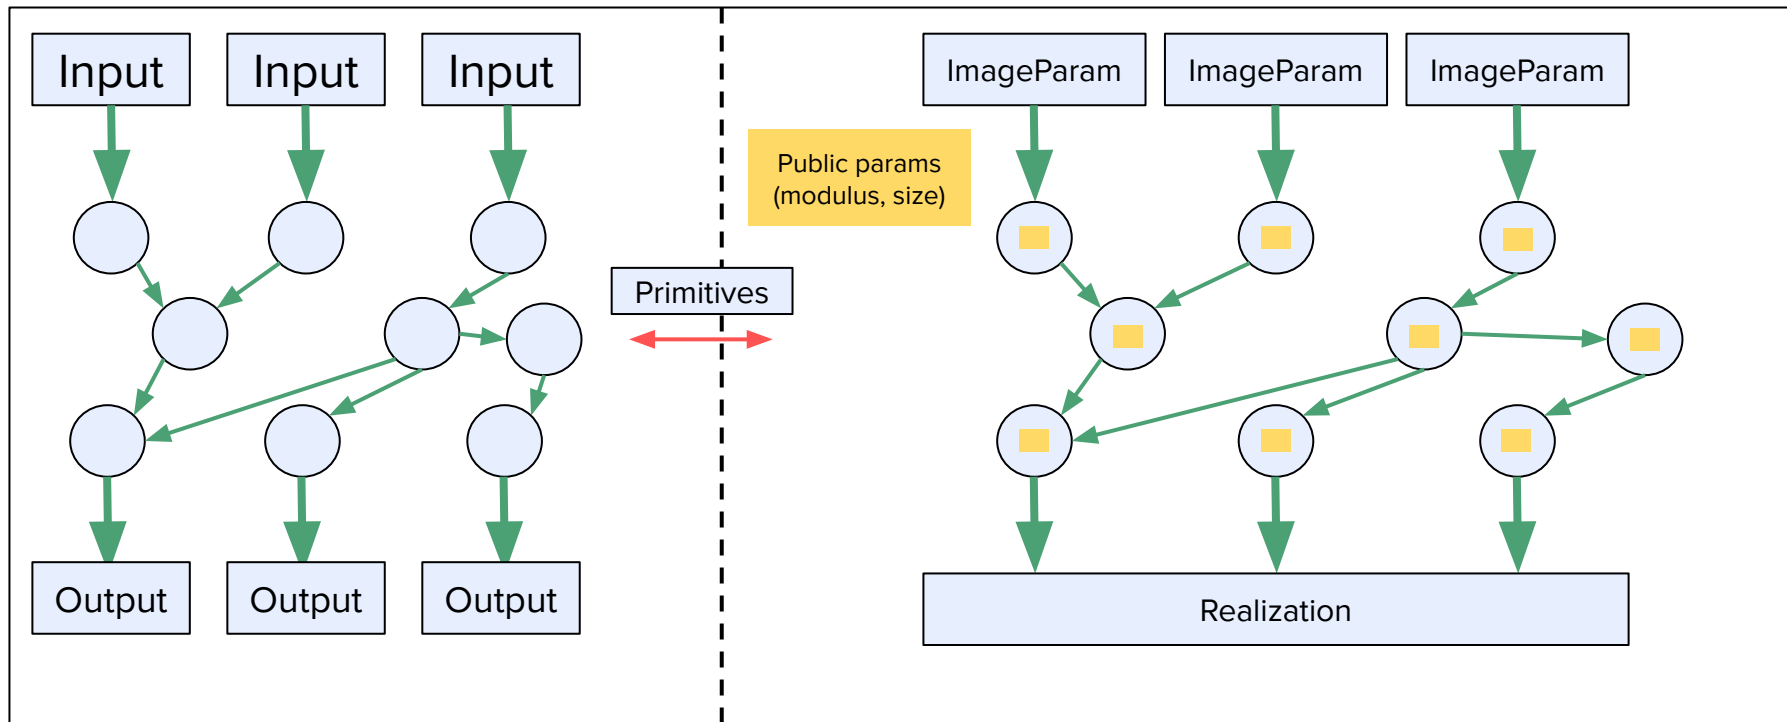 Input
Input
Input
ImageParam
ImageParam
ImageParam
Public params
(modulus, size)
Primitives
Output
Output
Output
Realization